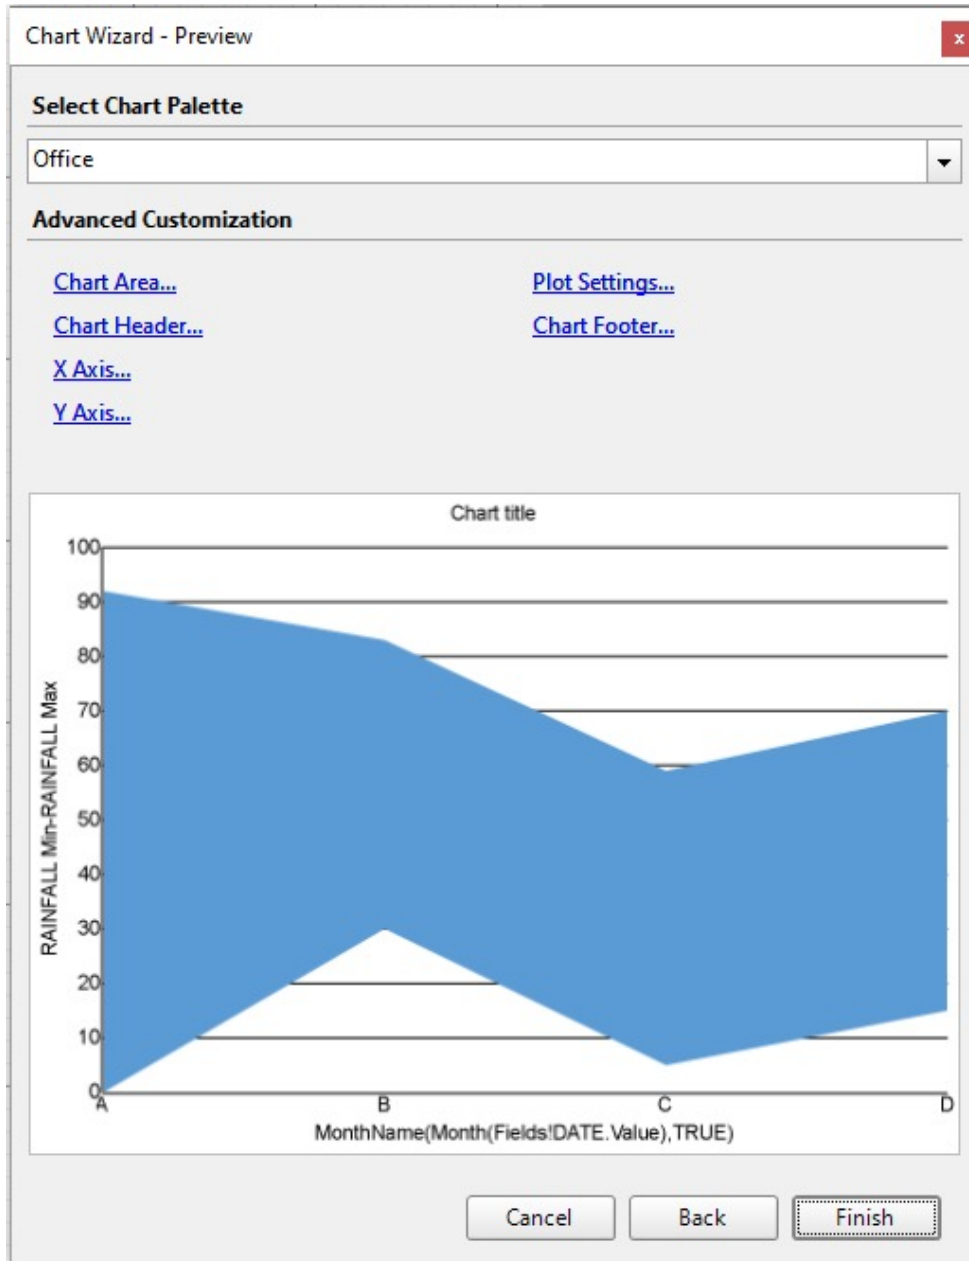 Chart Wizard - Preview
x
Select Chart Palette
Office
Advanced Customization
Chart Area...
Plot Settings...
Chart Header...
Chart Footer...
X Axis...
Y Axis...
Chart title
100
90
80
70
60
50
40
30
20
10
0
RAINFALL Min-RAINFALL Max
A B C D
MonthName(Month(Fields!DATE.Value),TRUE)
Cancel Back Finish